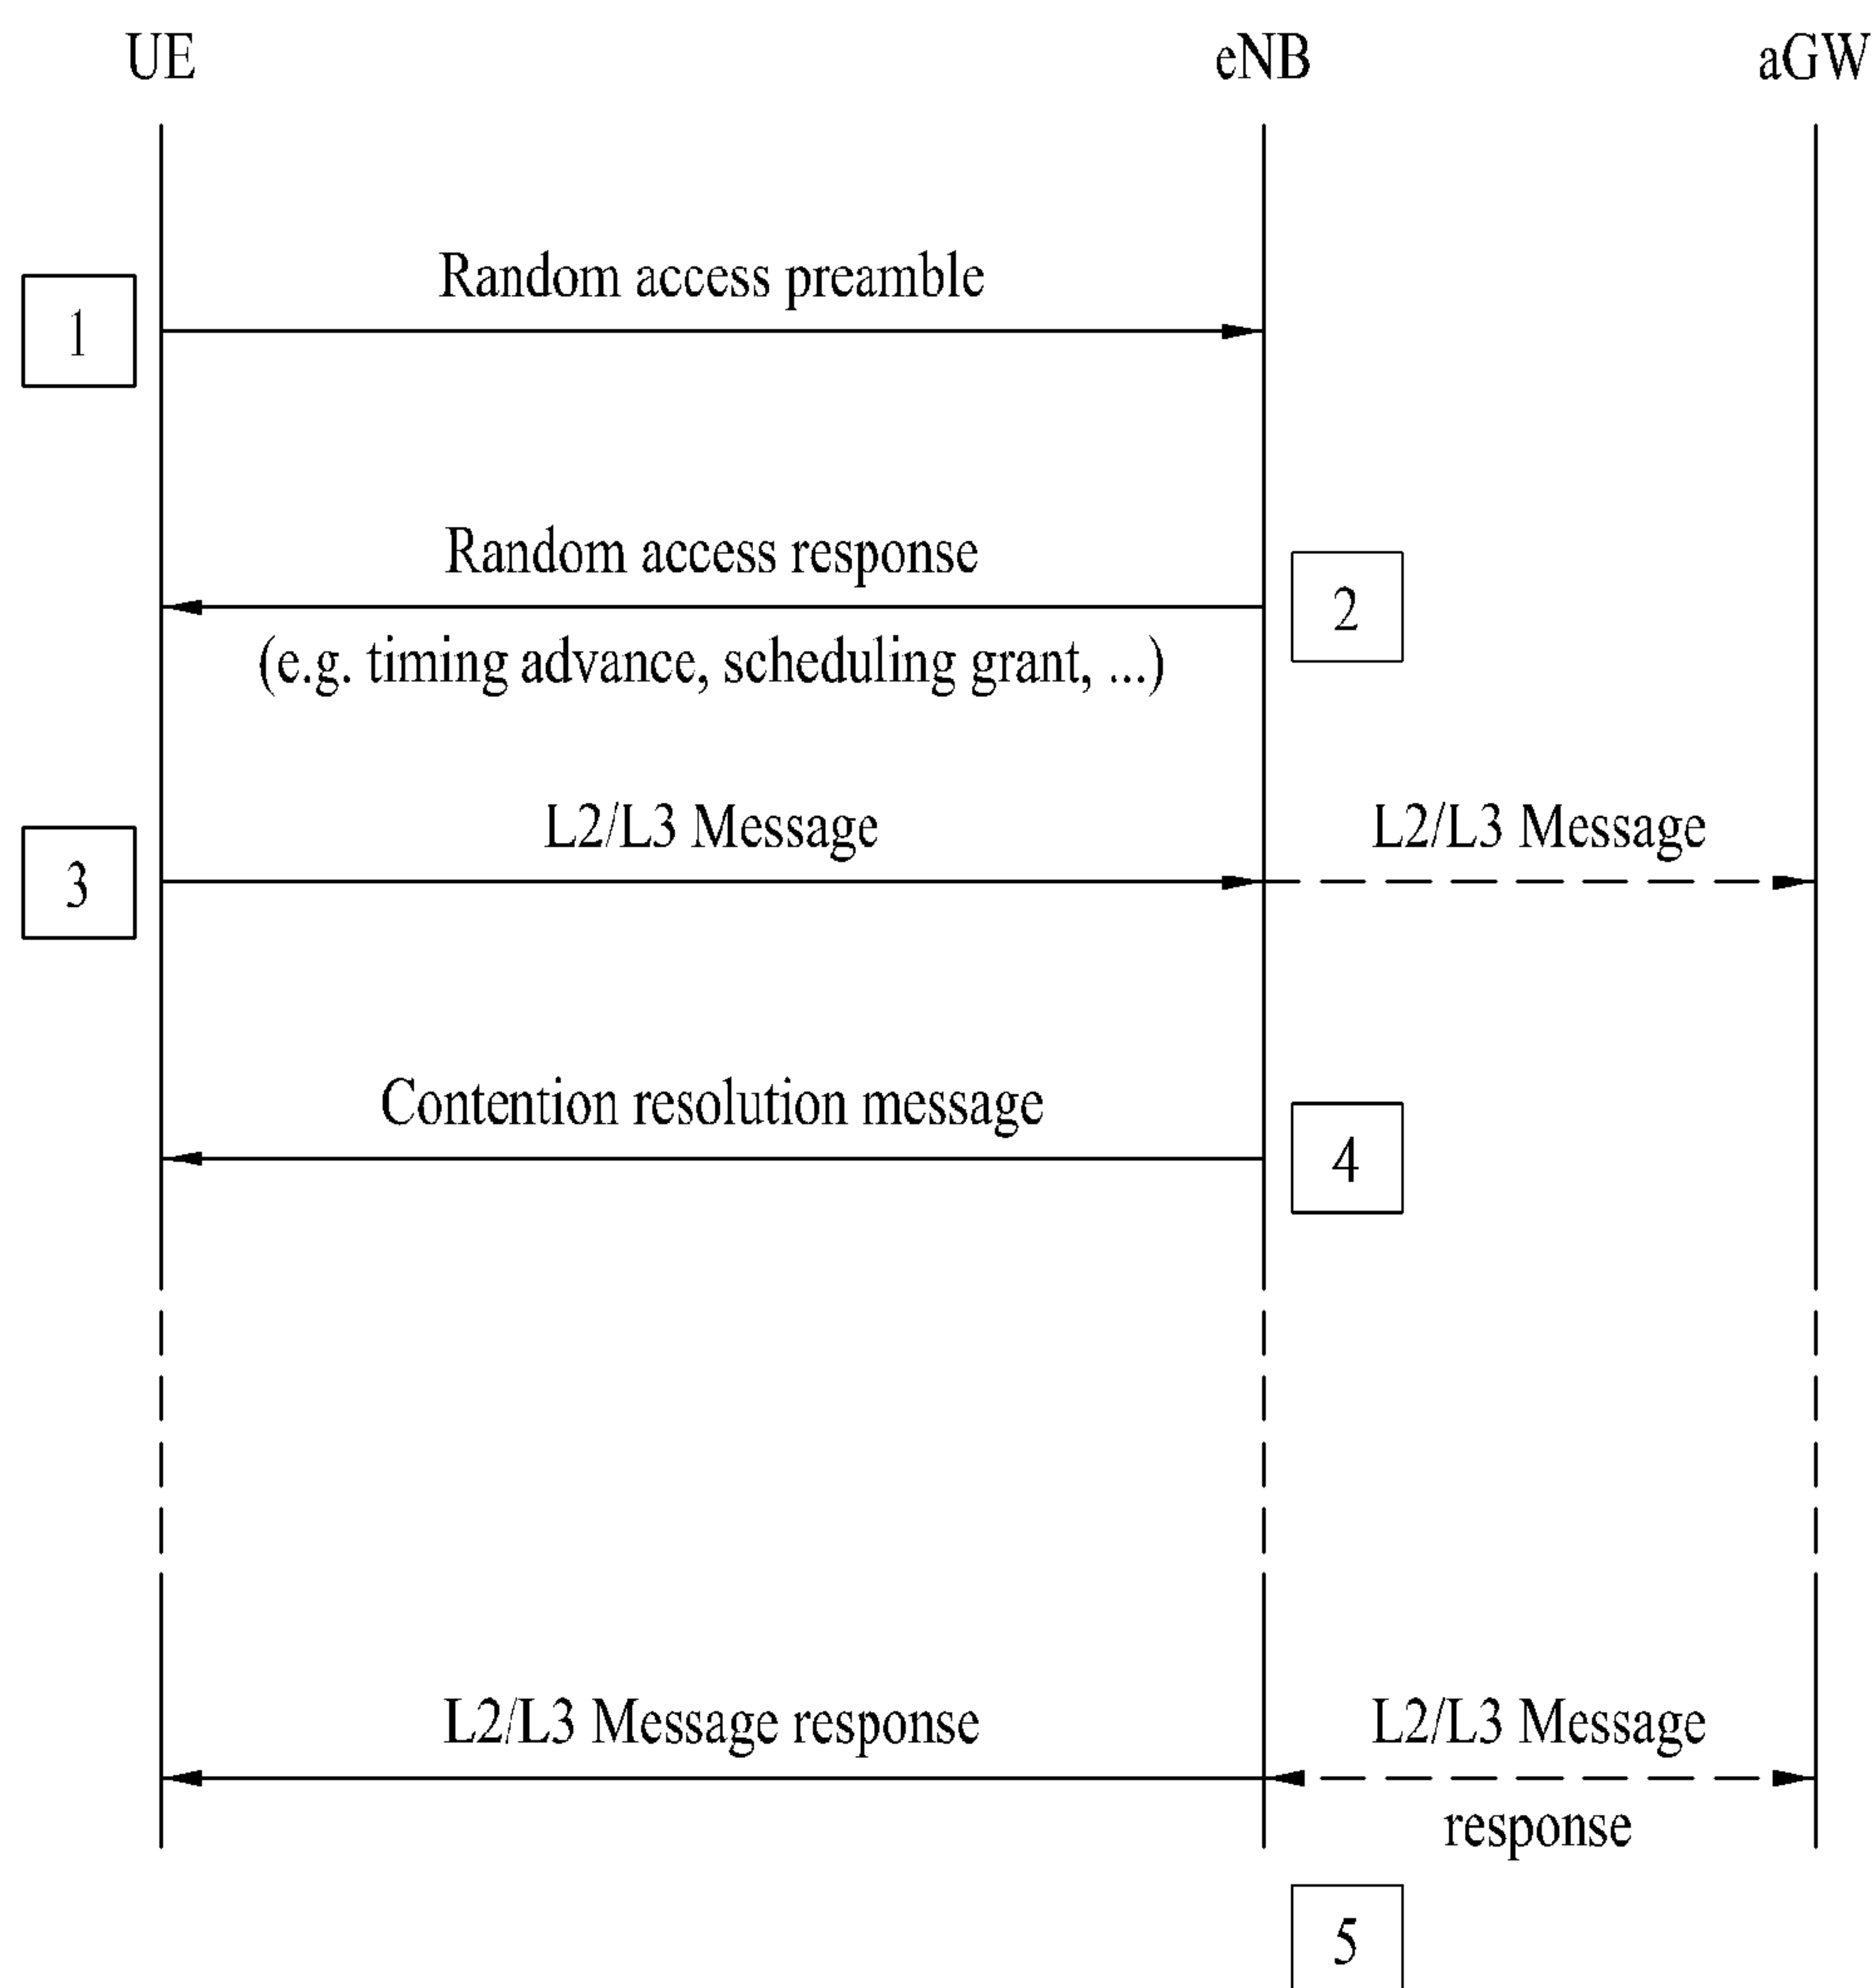 UE
eNB
aGW
Random access preamble
1
Random access response
2
(e.g. timing advance, scheduling grant, ...)
L2/L3 Message
L2/L3 Message
3
Contention resolution message
4
L2/L3 Message response
L2/L3 Message
response
5